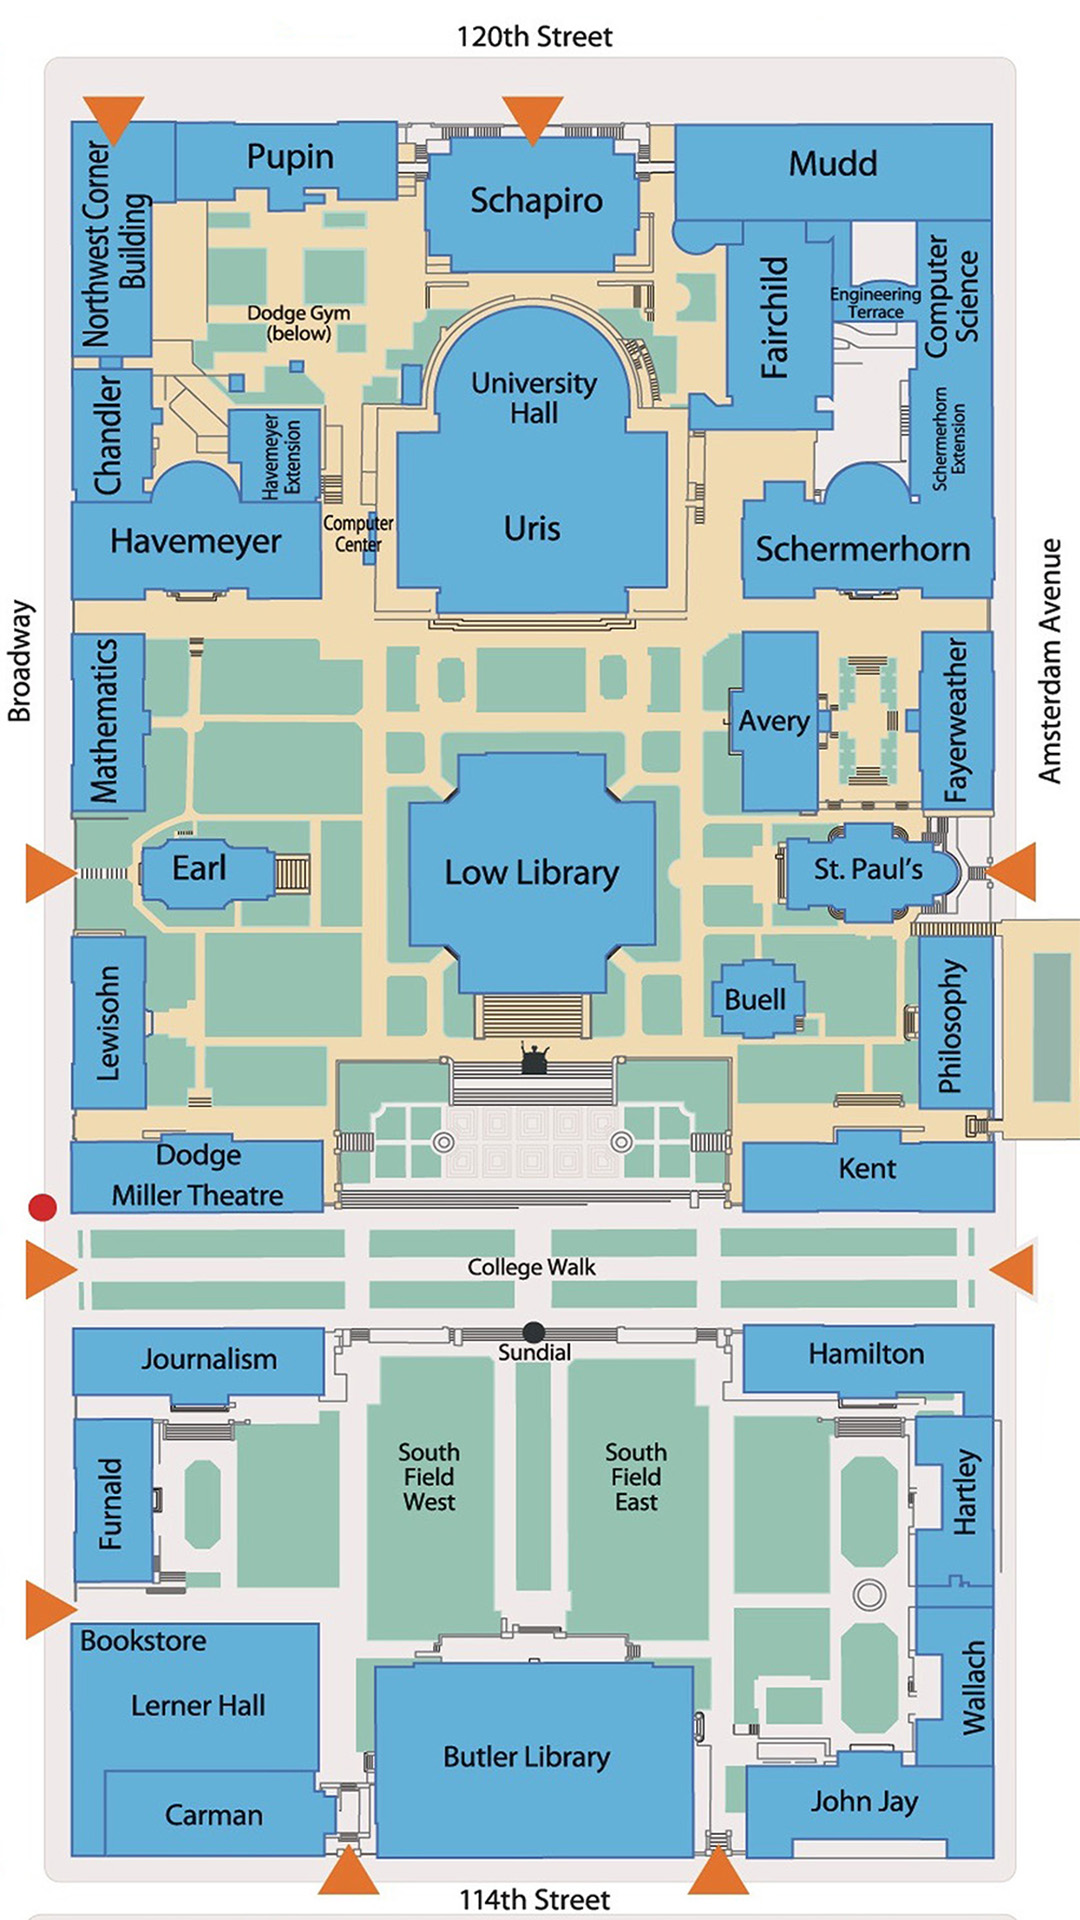 120th Street
Pupin
Schapiro
Mudd
Northwest Corner
Building
Dodge Gym
(below)
Fairchild
Engineering
Terrace
Computer
Science
University
Hall
Chandler
Havemeyer
Extension
Schermerhorn
Extension
Havemeyer
Computer
Center
Uris
Schermerhorn
Broadway
Amsterdam Avenue
Mathematics
Avery
Fayerweather
Earl
Low Library
St. Paul's
Lewisohn
Buell
Philosophy
Dodge
Miller Theatre
Kent
College Walk
Sundial
Journalism
Hamilton
Furnald
South
Field
West
South
Field
East
Hartley
Bookstore
Lerner Hall
Wallach
Butler Library
Carman
John Jay
114th Street